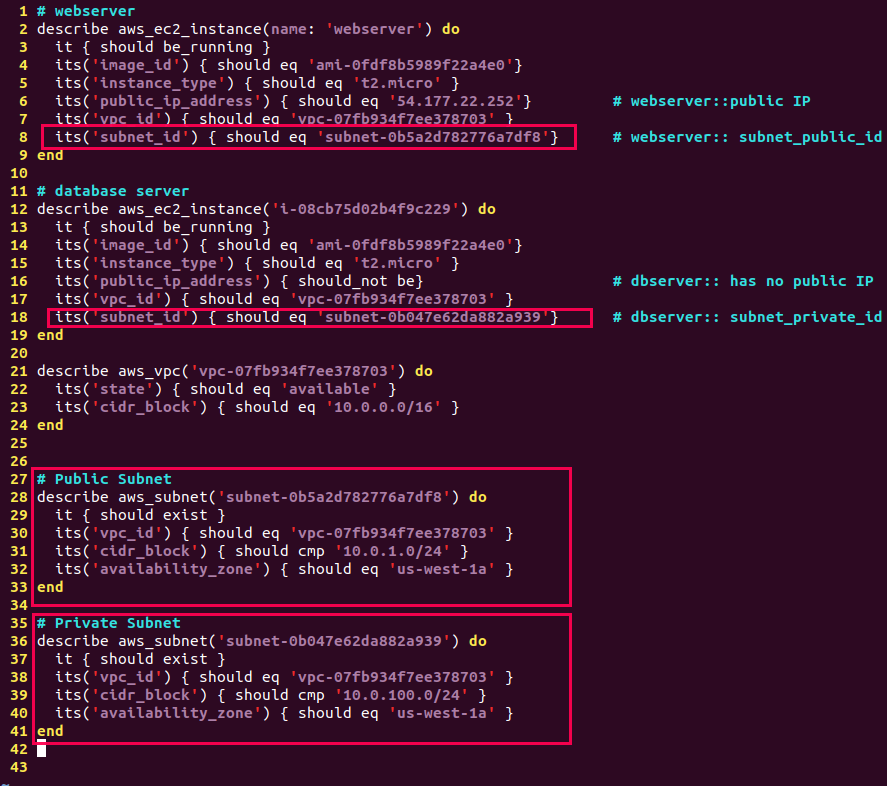 1 # webserver
2 describe aws_ec2_instance(name: 'webserver') do
3   it { should be_running }
4   its('image_id') { should eq 'ami-0fdf8b5989f22a4e0'}
5   its('instance_type') { should eq 't2.micro' }
6   its('public_ip_address') { should eq '54.177.22.252'}         # webserver::public IP
7   its('vpc_id') { should eq 'vpc-07fb934f7ee378703' }
8   its('subnet_id') { should eq 'subnet-0b5a2d782776a7df8'}      # webserver:: subnet_public_id
9 end
10
11 # database server
12 describe aws_ec2_instance('i-08cb75d02b4f9c229') do
13   it { should be_running }
14   its('image_id') { should eq 'ami-0fdf8b5989f22a4e0'}
15   its('instance_type') { should eq 't2.micro' }
16   its('public_ip_address') { should_not be}                     # dbserver:: has no public IP
17   its('vpc_id') { should eq 'vpc-07fb934f7ee378703' }
18   its('subnet_id') { should eq 'subnet-0b047e62da882a939'}      # dbserver:: subnet_private_id
19 end
20
21 describe aws_vpc('vpc-07fb934f7ee378703') do
22   its('state') { should eq 'available' }
23   its('cidr_block') { should eq '10.0.0.0/16' }
24 end
25
26
27 # Public Subnet
28 describe aws_subnet('subnet-0b5a2d782776a7df8') do
29   it { should exist }
30   its('vpc_id') { should eq 'vpc-07fb934f7ee378703' }
31   its('cidr_block') { should cmp '10.0.1.0/24' }
32   its('availability_zone') { should eq 'us-west-1a' }
33 end
34
35 # Private Subnet
36 describe aws_subnet('subnet-0b047e62da882a939') do
37   it { should exist }
38   its('vpc_id') { should eq 'vpc-07fb934f7ee378703' }
39   its('cidr_block') { should cmp '10.0.100.0/24' }
40   its('availability_zone') { should eq 'us-west-1a' }
41 end
42
43
~